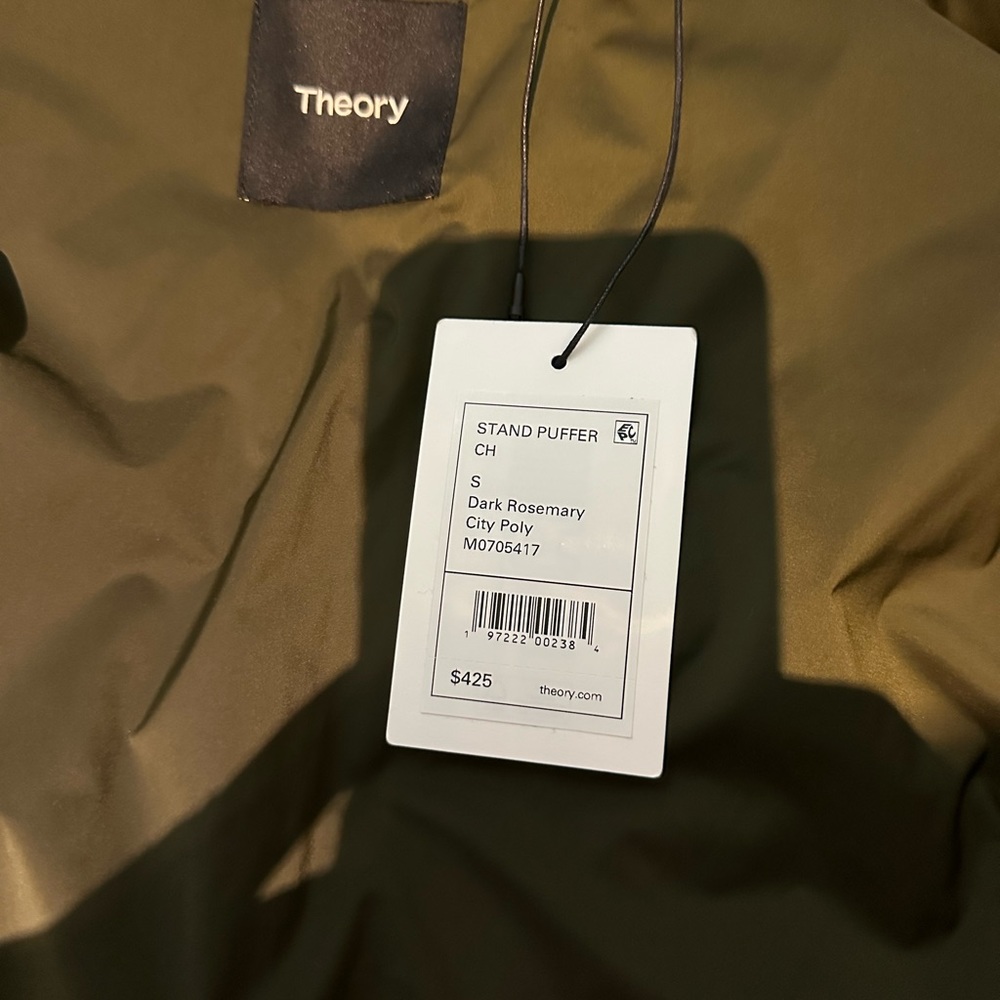 Theory
STAND PUFFER
CH
S
Dark Rosemary
City Poly
M0705417
1 97222 00238 4
$425
theory.com